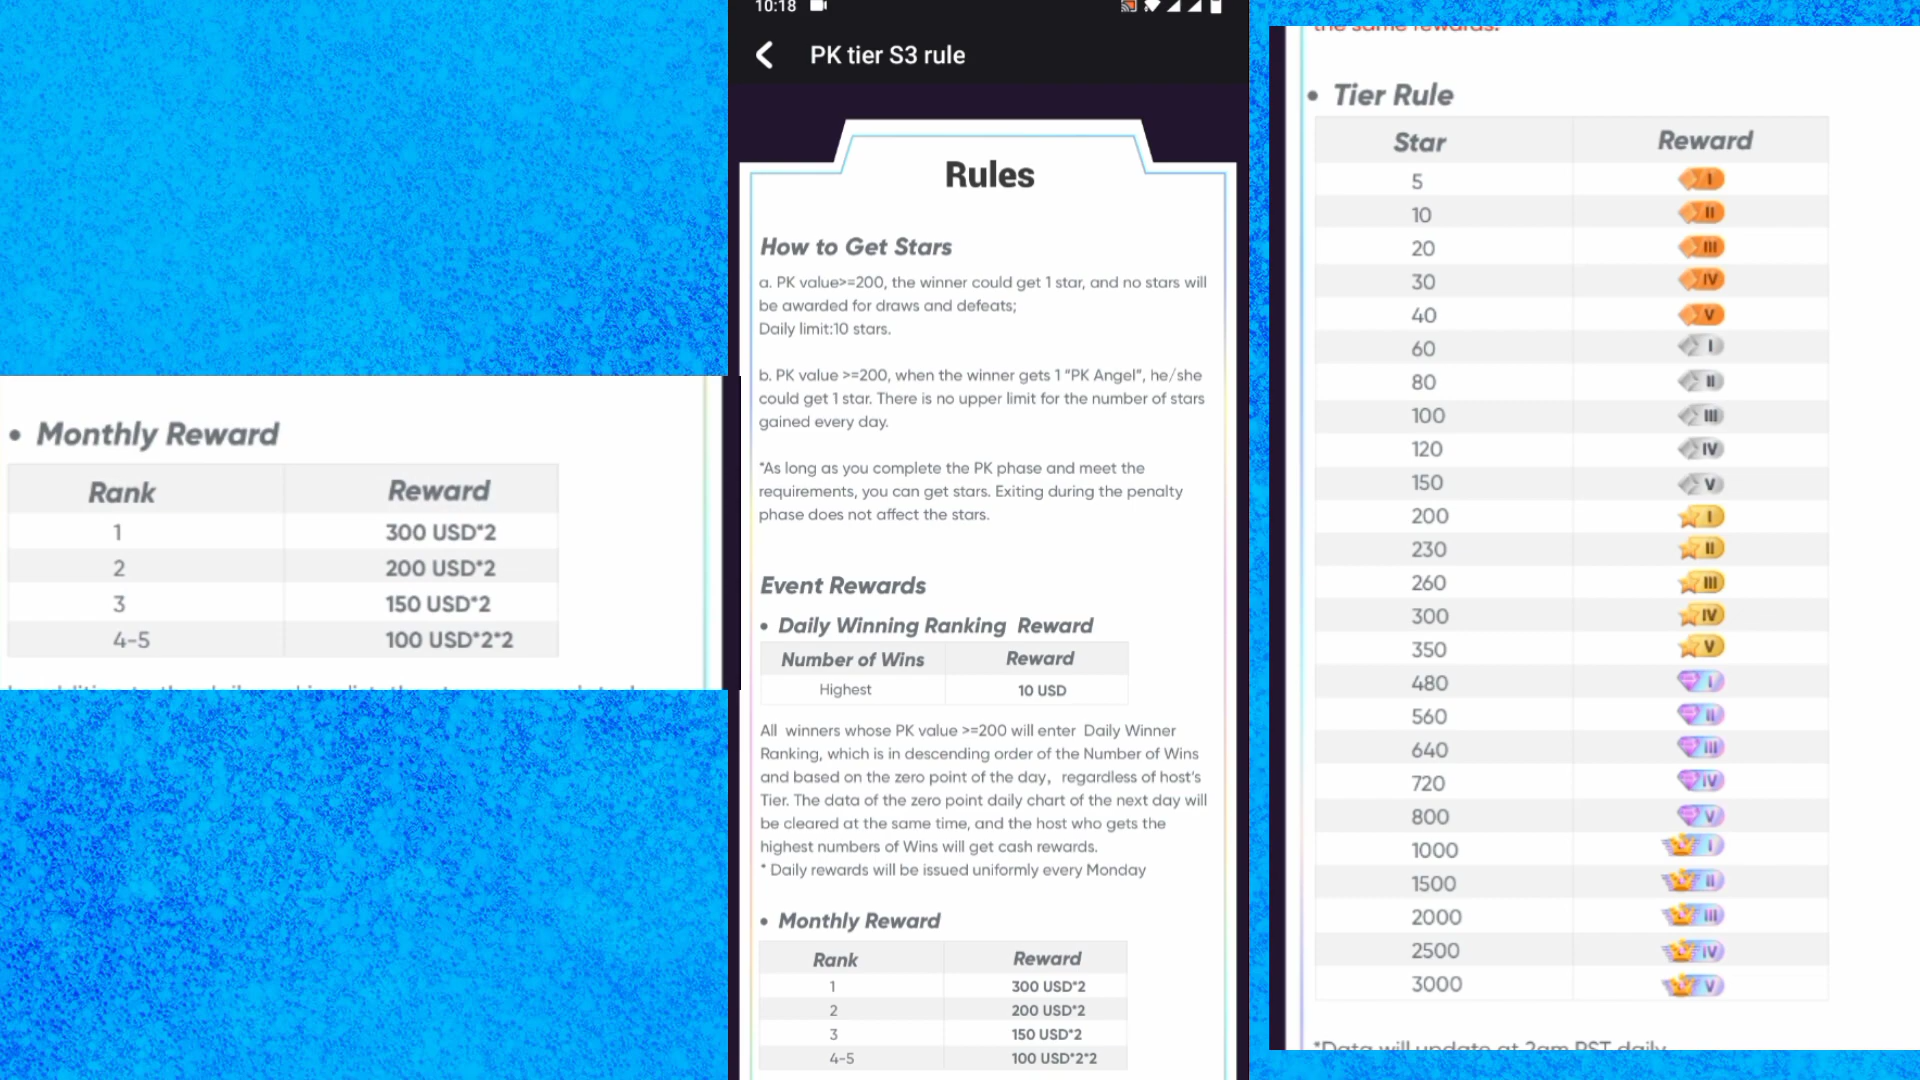 • Monthly Reward
Rank Reward
1 300 USD*2
2 200 USD*2
3 150 USD*2
4-5 100 USD*2*2
10:18
PK tier S3 rule
Rules
How to Get Stars
a. PK value>=200, the winner could get 1 star, and no stars will
be awarded for draws and defeats;
Daily limit:10 stars.
b. PK value >=200, when the winner gets 1 "PK Angel", he/she
could get 1 star. There is no upper limit for the number of stars
gained every day.
*As long as you complete the PK phase and meet the
requirements, you can get stars. Exiting during the penalty
phase does not affect the stars.
Event Rewards
• Daily Winning Ranking Reward
Number of Wins Reward
Highest 10 USD
All winners whose PK value >=200 will enter Daily Winner
Ranking, which is in descending order of the Number of Wins
and based on the zero point of the day, regardless of host's
Tier. The data of the zero point daily chart of the next day will
be cleared at the same time, and the host who gets the
highest numbers of Wins will get cash rewards.
* Daily rewards will be issued uniformly every Monday
• Monthly Reward
Rank Reward
1 300 USD*2
2 200 USD*2
3 150 USD*2
4-5 100 USD*2*2
the same rewards.
• Tier Rule
Star Reward
5 I
10 II
20 III
30 IV
40 V
60 I
80 II
100 III
120 IV
150 V
200 I
230 II
260 III
300 IV
350 V
480 I
560 II
640 III
720 IV
800 V
1000 I
1500 II
2000 III
2500 IV
3000 V
*Data will update at 2am PST daily